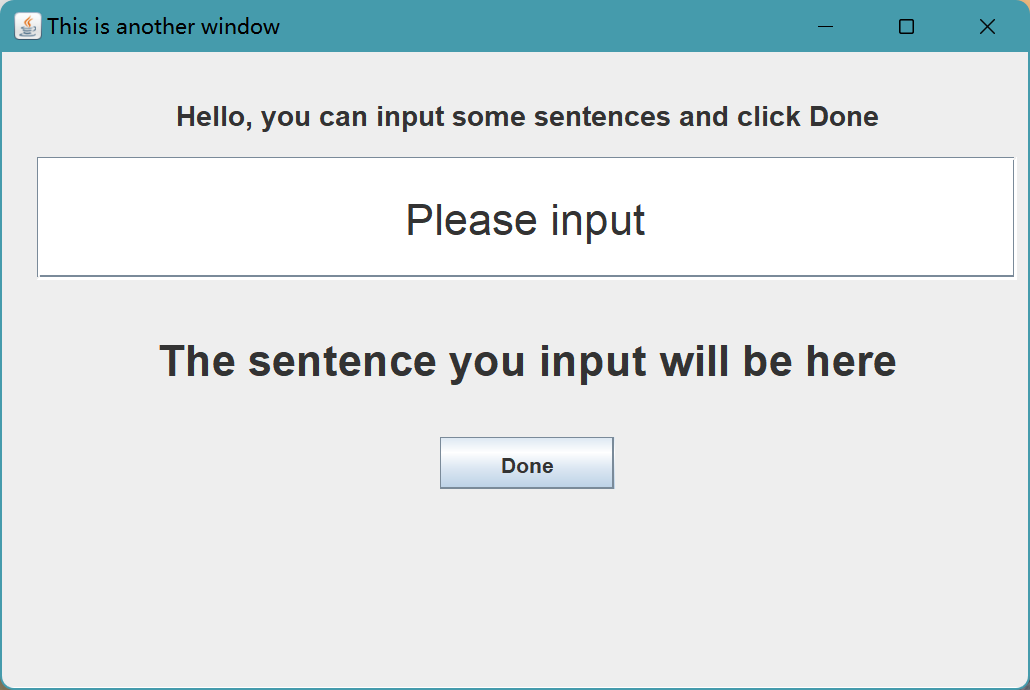 This is another window
Hello, you can input some sentences and click Done
Please input
The sentence you input will be here
Done